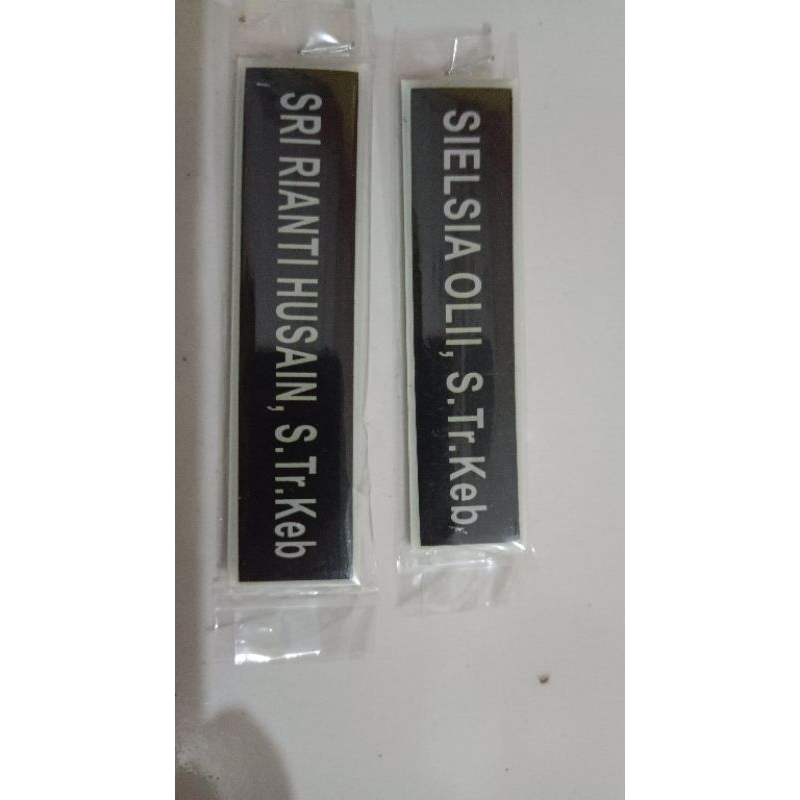 SRI RIANTI HUSAIN, S.Tr.Keb
SIELSIA OLII, S.Tr.Keb